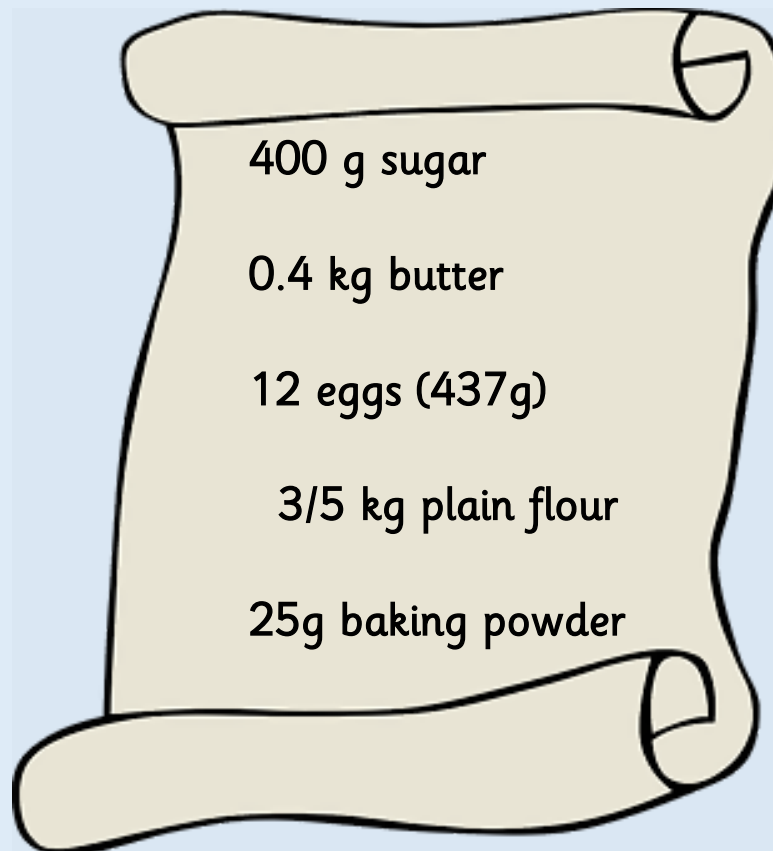 400 g sugar
0.4 kg butter
12 eggs (437g)
3/5 kg plain flour
25g baking powder